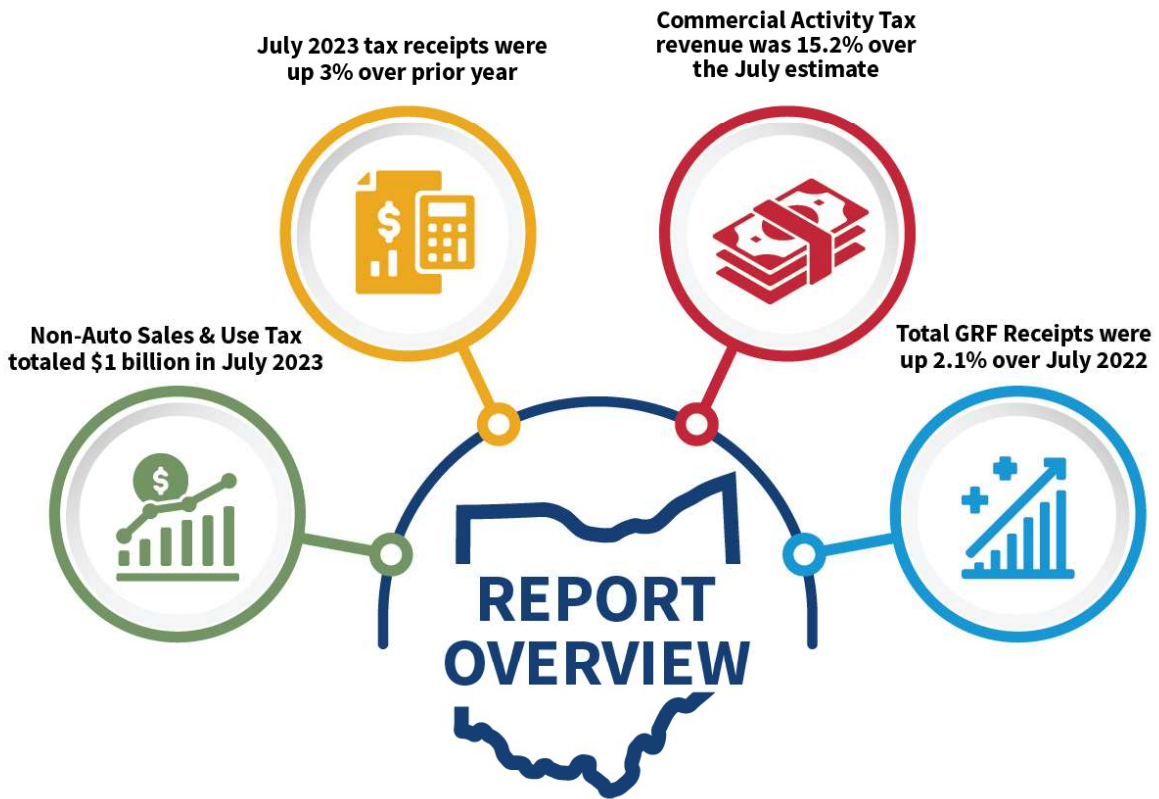 July 2023 tax receipts were
up 3% over prior year
Commercial Activity Tax
revenue was 15.2% over
the July estimate
Non-Auto Sales & Use Tax
totaled $1 billion in July 2023
Total GRF Receipts were
up 2.1% over July 2022
$
$
REPORT
OVERVIEW